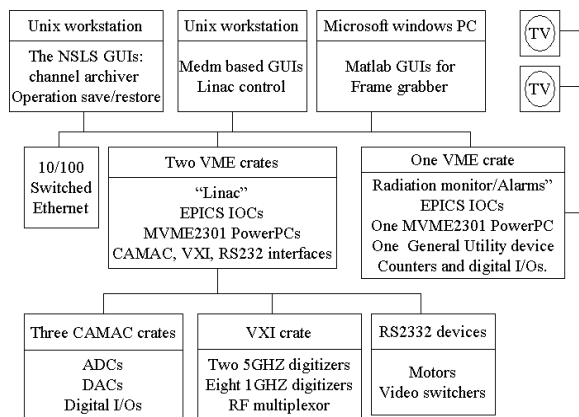 Unix workstation
The NSLS GUIs:
channel archiver
Operation save/restore
Unix workstation
Medm based GUIs
Linac control
Microsoft windows PC
Matlab GUIs for
Frame grabber
TV
TV
10/100
Switched
Ethernet
Two VME crates
“Linac”
EPICS IOCs
MVME2301 PowerPCs
CAMAC, VXI, RS232 interfaces
One VME crate
Radiation monitor/Alarms”
EPICS IOCs
One MVME2301 PowerPC
One General Utility device
Counters and digital I/Os.
Three CAMAC crates
ADCs
DACs
Digital I/Os
VXI crate
Two 5GHZ digitizers
Eight 1GHZ digitizers
RF multiplexor
RS2332 devices
Motors
Video switchers